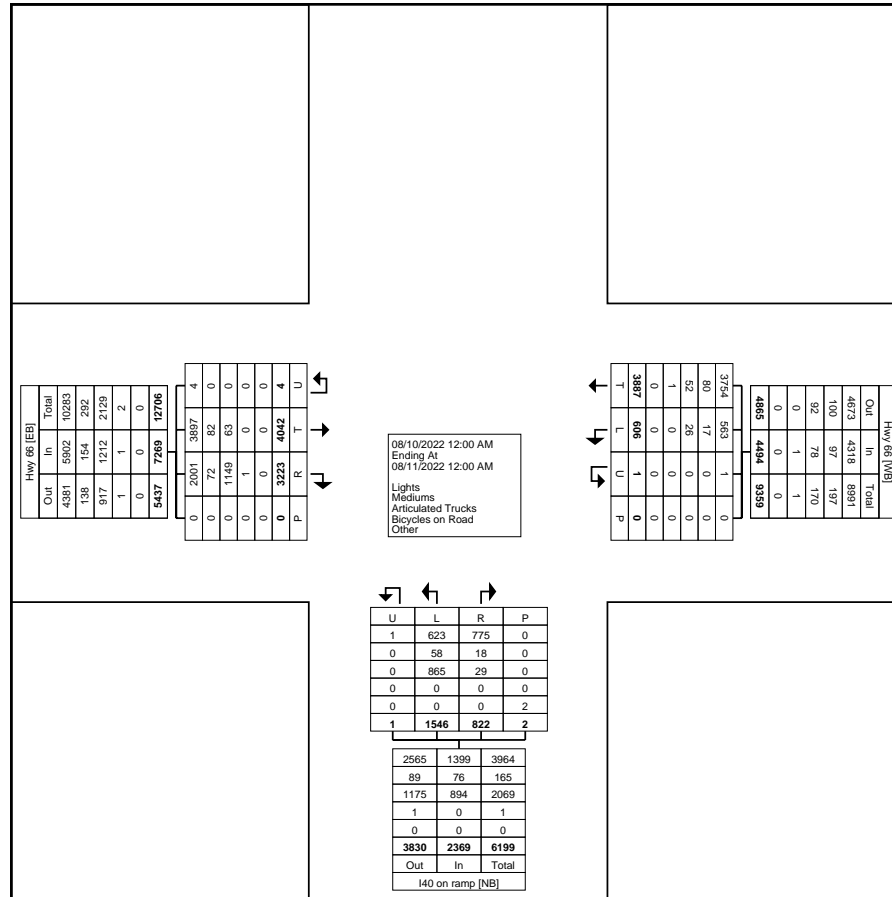 Hwy 66 [EB]
Out In Total
4381 5902 10283
138 154 292
917 1212 2129
1 1 2
0 0 0
5437 7269 12706
0 2001 3897 4
0 72 82 0
0 1149 63 0
0 1 0 0
0 0 0 0
0 3223 4042 4
P R T U
08/10/2022 12:00 AM
Ending At
08/11/2022 12:00 AM
Lights
Mediums
Articulated Trucks
Bicycles on Road
Other
Hwy 66 [WB]
Out In Total
4673 4318 8991
100 97 197
92 78 170
0 1 1
0 0 0
4865 4494 9359
3754 563 1 0
80 17 0 0
52 26 0 0
1 0 0 0
0 0 0 0
3887 606 1 0
T L U P
U L R P
1 623 775 0
0 58 18 0
0 865 29 0
0 0 0 0
0 0 0 2
1 1546 822 2
2565 1399 3964
89 76 165
1175 894 2069
1 0 1
0 0 0
3830 2369 6199
Out In Total
I40 on ramp [NB]